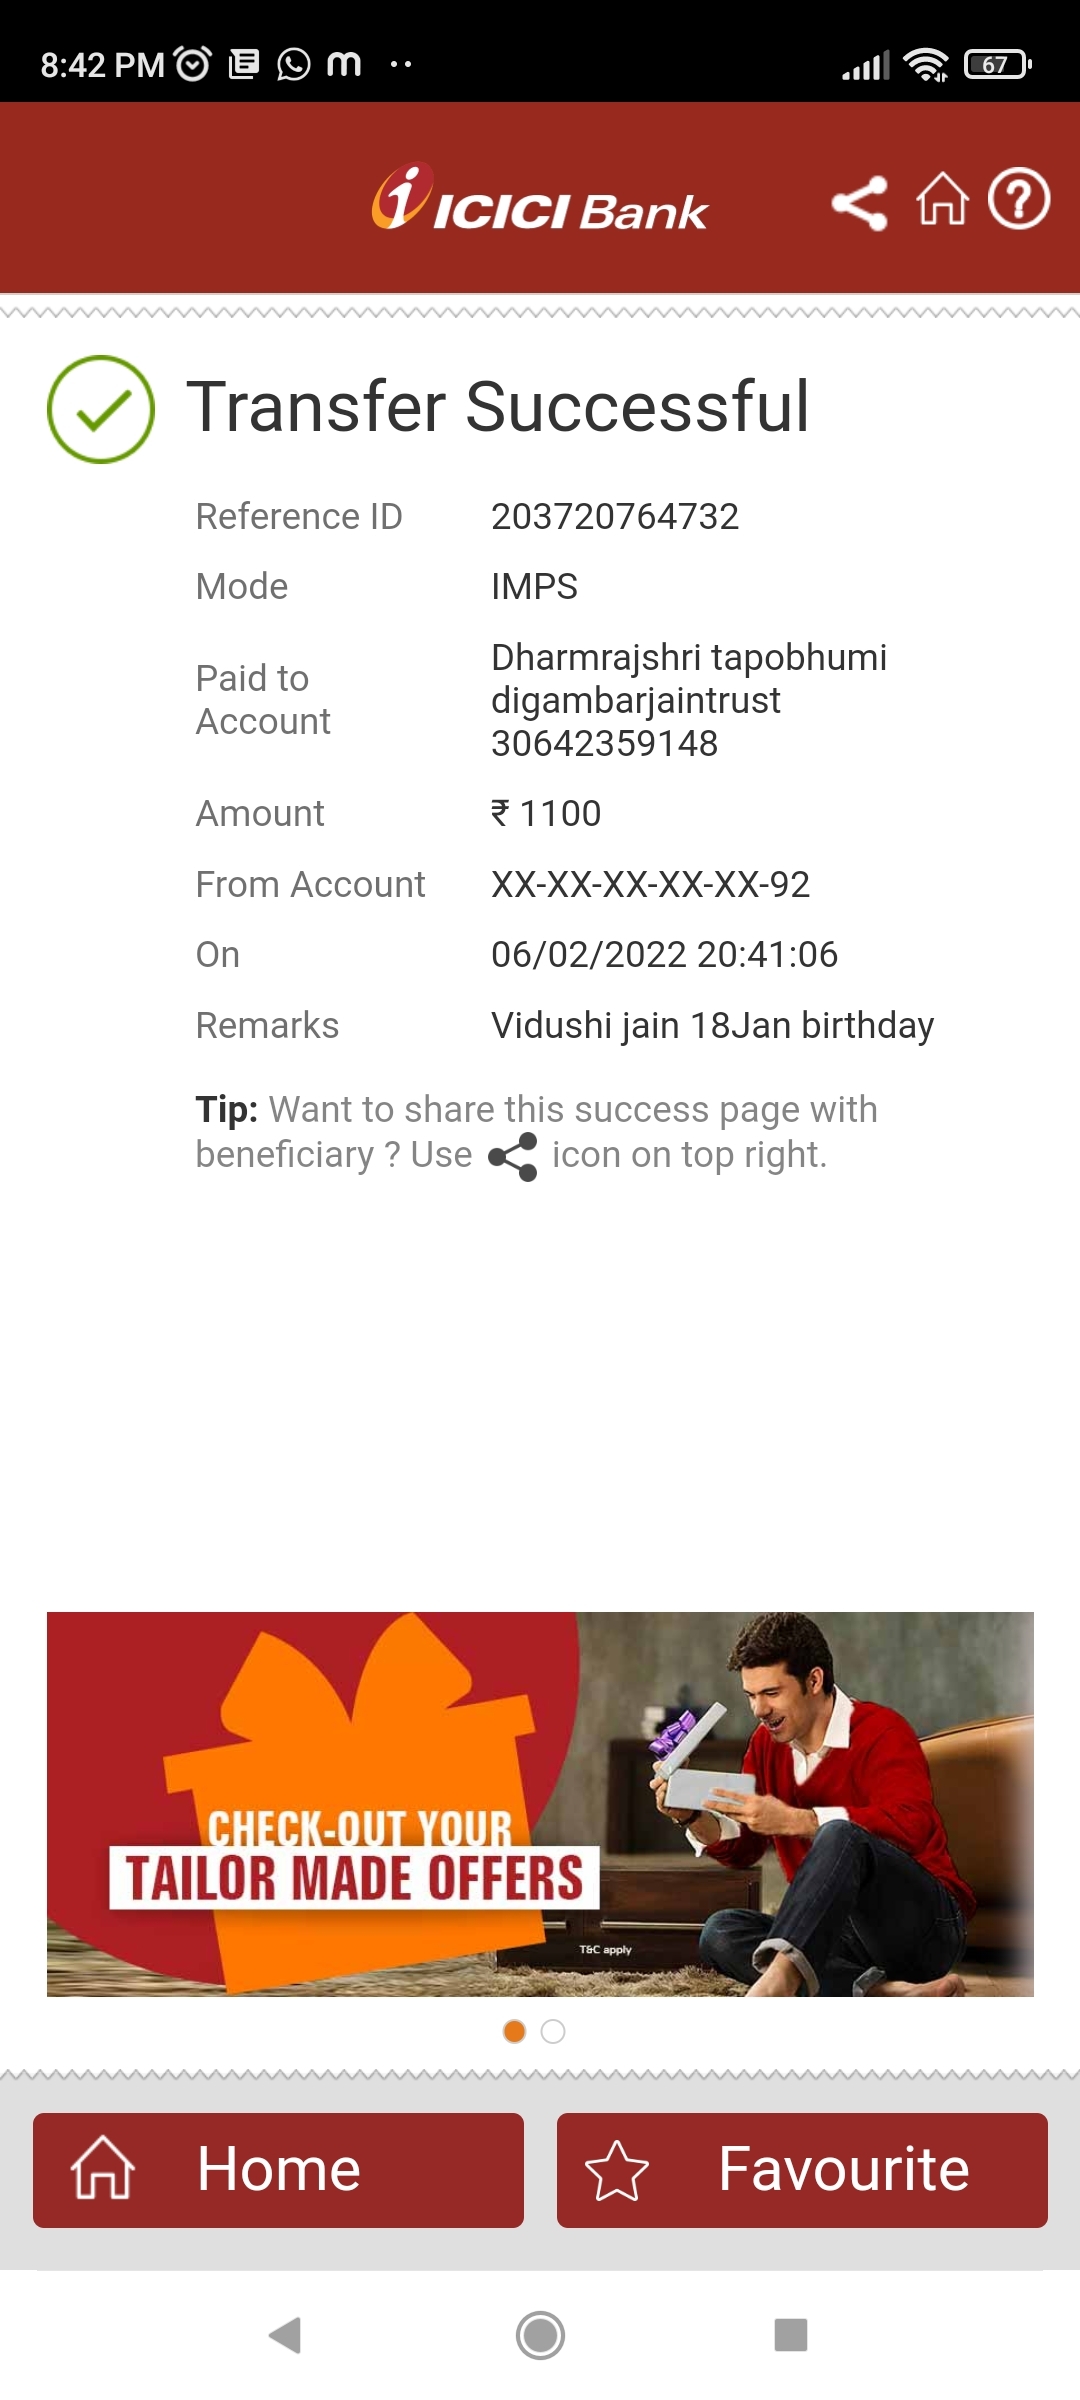 8:42 PM
67
ICICI Bank
Transfer Successful
Reference ID 203720764732
Mode IMPS
Paid to Account Dharmrajshri tapobhumi
digambarjaintrust
30642359148
Amount ₹ 1100
From Account XX-XX-XX-XX-XX-92
On 06/02/2022 20:41:06
Remarks Vidushi jain 18Jan birthday
Tip: Want to share this success page with
beneficiary ? Use icon on top right.
CHECK-OUT YOUR
TAILOR MADE OFFERS
T&C apply
Home
Favourite